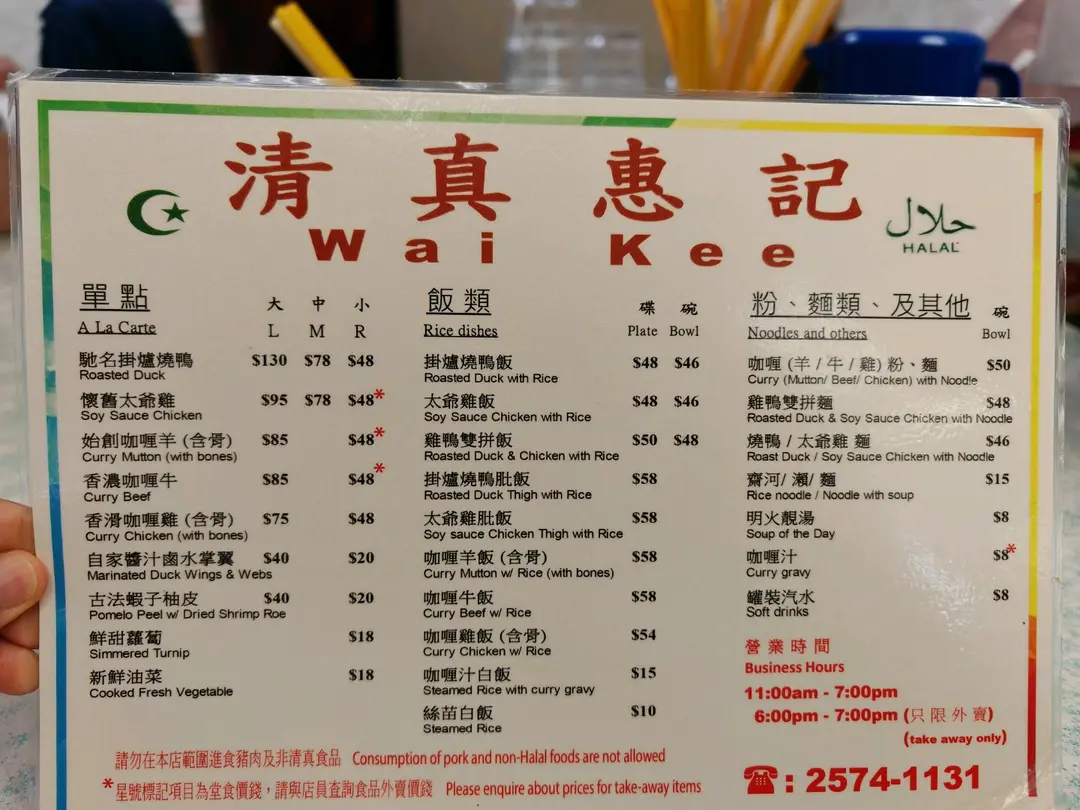 清真惠記
Wai Kee
حلال
HALAL
單點
A La Carte
大 中 小
L M R
馳名掛爐燒鴨 $130 $78 $48
Roasted Duck
懷舊太爺雞 $95 $78 $48*
Soy Sauce Chicken
始創咖喱羊 (含骨) $85 $48*
Curry Mutton (with bones)
香濃咖喱牛 $85 $48*
Curry Beef
香滑咖喱雞 (含骨) $75 $48
Curry Chicken (with bones)
自家醬汁鹵水掌翼 $40 $20
Marinated Duck Wings & Webs
古法蝦子柚皮 $40 $20
Pomelo Peel w/ Dried Shrimp Roe
鮮甜蘿蔔 $18
Simmered Turnip
新鮮油菜 $18
Cooked Fresh Vegetable
飯類
Rice dishes
碟 碗
Plate Bowl
掛爐燒鴨飯 $48 $46
Roasted Duck with Rice
太爺雞飯 $48 $46
Soy Sauce Chicken with Rice
雞鴨雙拼飯 $50 $48
Roasted Duck & Chicken with Rice
掛爐燒鴨肶飯 $58
Roasted Duck Thigh with Rice
太爺雞肶飯 $58
Soy sauce Chicken Thigh with Rice
咖喱羊飯 (含骨) $58
Curry Mutton w/ Rice (with bones)
咖喱牛飯 $58
Curry Beef w/ Rice
咖喱雞飯 (含骨) $54
Curry Chicken w/ Rice
咖喱汁白飯 $15
Steamed Rice with curry gravy
絲苗白飯 $10
Steamed Rice
粉、麵類、及其他
Noodles and others
碗
Bowl
咖喱 (羊 / 牛 / 雞) 粉、麵 $50
Curry (Mutton/ Beef/ Chicken) with Noodle
雞鴨雙拼麵 $48
Roasted Duck & Soy Sauce Chicken with Noodle
燒鴨 / 太爺雞 麵 $46
Roast Duck / Soy Sauce Chicken with Noodle
齋河 / 瀨 / 麵 $15
Rice noodle / Noodle with soup
明火靚湯 $8
Soup of the Day
咖喱汁 $8*
Curry gravy
罐裝汽水 $8
Soft drinks
營業時間
Business Hours
11:00am - 7:00pm
6:00pm - 7:00pm (只限外賣)
(take away only)
☎ : 2574-1131
請勿在本店範圍進食豬肉及非清真食品 Consumption of pork and non-Halal foods are not allowed
*星號標記項目為堂食價錢，請與店員查詢食品外賣價錢 Please enquire about prices for take-away items